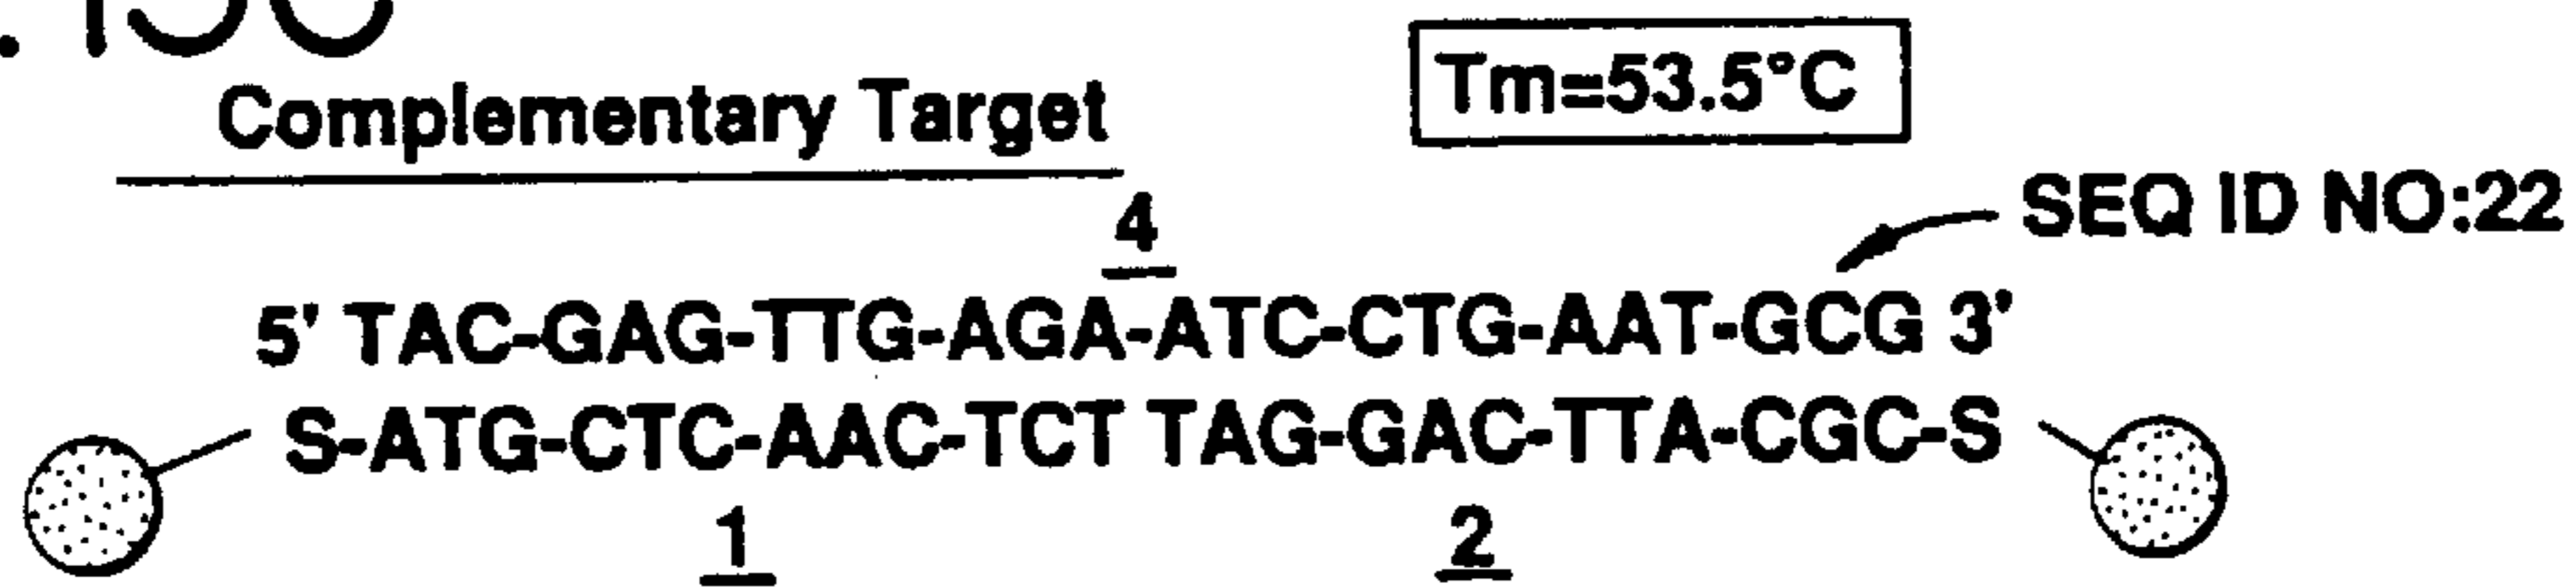 Complementary Target
Tm=53.5°C
4
SEQ ID NO:22
5' TAC-GAG-TTG-AGA-ATC-CTG-AAT-GCG 3'
S-ATG-CTC-AAC-TCT TAG-GAC-TTA-CGC-S
1 2